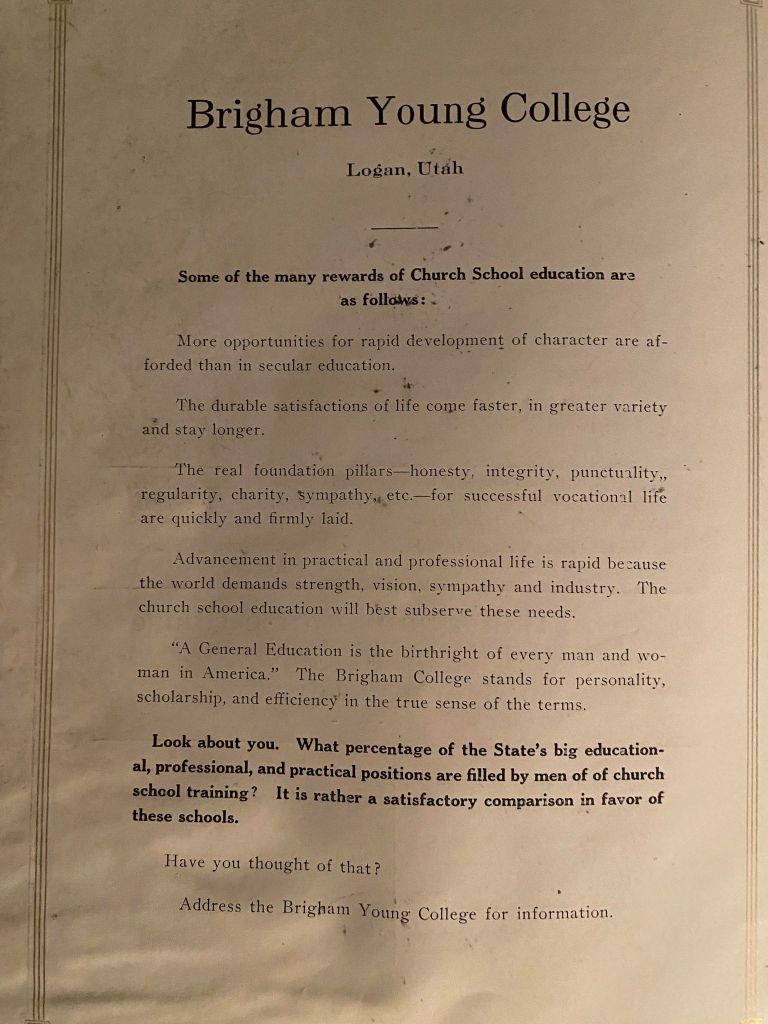 Brigham Young College
Logan, Utah
Some of the many rewards of Church School education are
as follows:
More opportunities for rapid development of character are af-
forded than in secular education.
The durable satisfactions of life come faster, in greater variety
and stay longer.
The real foundation pillars—honesty, integrity, punctuality,,
regularity, charity, sympathy,, etc.—for successful vocational life
are quickly and firmly laid.
Advancement in practical and professional life is rapid because
the world demands strength, vision, sympathy and industry. The
church school education will best subserve these needs.
"A General Education is the birthright of every man and wo-
man in America." The Brigham College stands for personality,
scholarship, and efficiency in the true sense of the terms.
Look about you. What percentage of the State's big education-
al, professional, and practical positions are filled by men of of church
school training? It is rather a satisfactory comparison in favor of
these schools.
Have you thought of that?
Address the Brigham Young College for information.